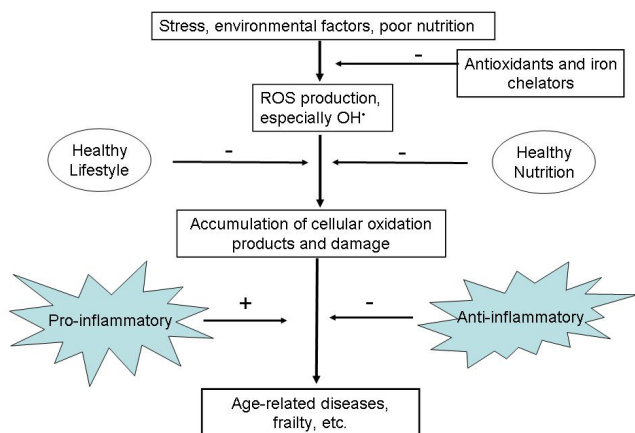 Stress, environmental factors, poor nutrition
-
Antioxidants and iron
chelators
ROS production,
especially OH•
Healthy
Lifestyle
-
-
Healthy
Nutrition
Accumulation of cellular oxidation
products and damage
Pro-inflammatory
+
-
Anti-inflammatory
Age-related diseases,
frailty, etc.